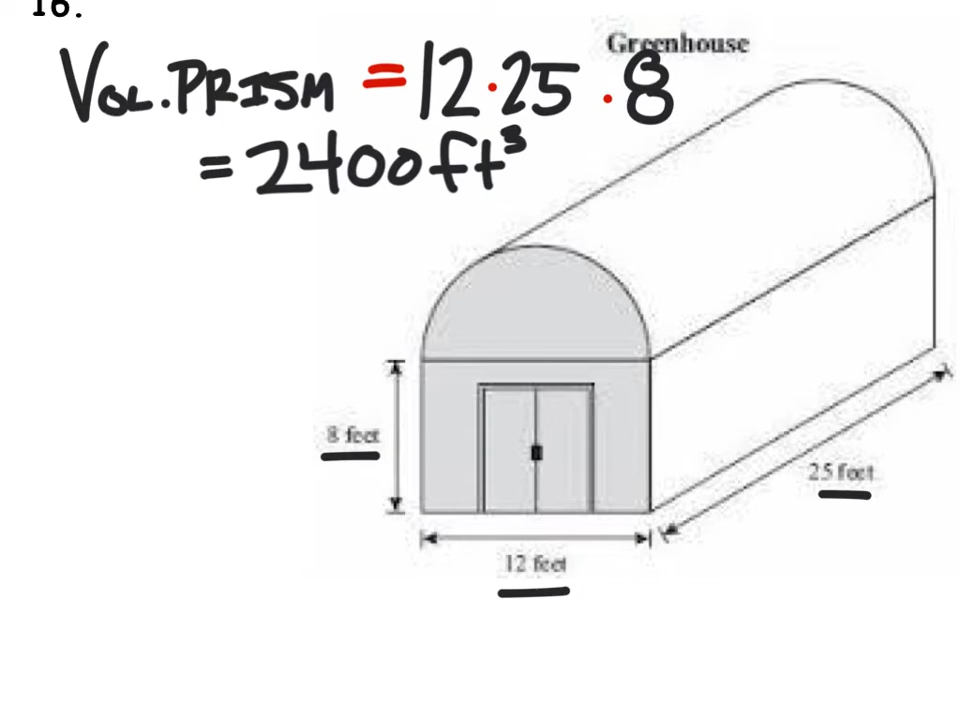 16.
Greenhouse
VOL. PRISM = 12·25·8
= 2400 ft³
8 feet
25 feet
12 feet